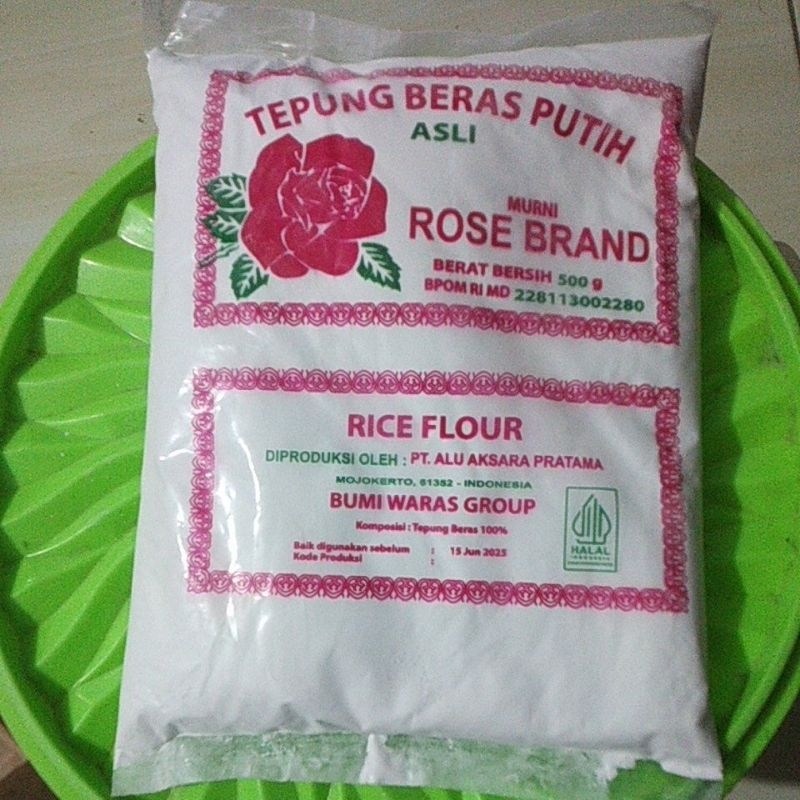 TEPUNG BERAS PUTIH
ASLI
MURNI
ROSE BRAND
BERAT BERSIH 500 g
BPOM RI MD 228113002280
RICE FLOUR
DIPRODUKSI OLEH : PT. ALU AKSARA PRATAMA
MOJOKERTO, 61352 - INDONESIA
BUMI WARAS GROUP
Komposisi : Tepung Beras 100%
Baik digunakan sebelum : 15 Jun 2025
Kode Produksi :
HALAL
INDONESIA